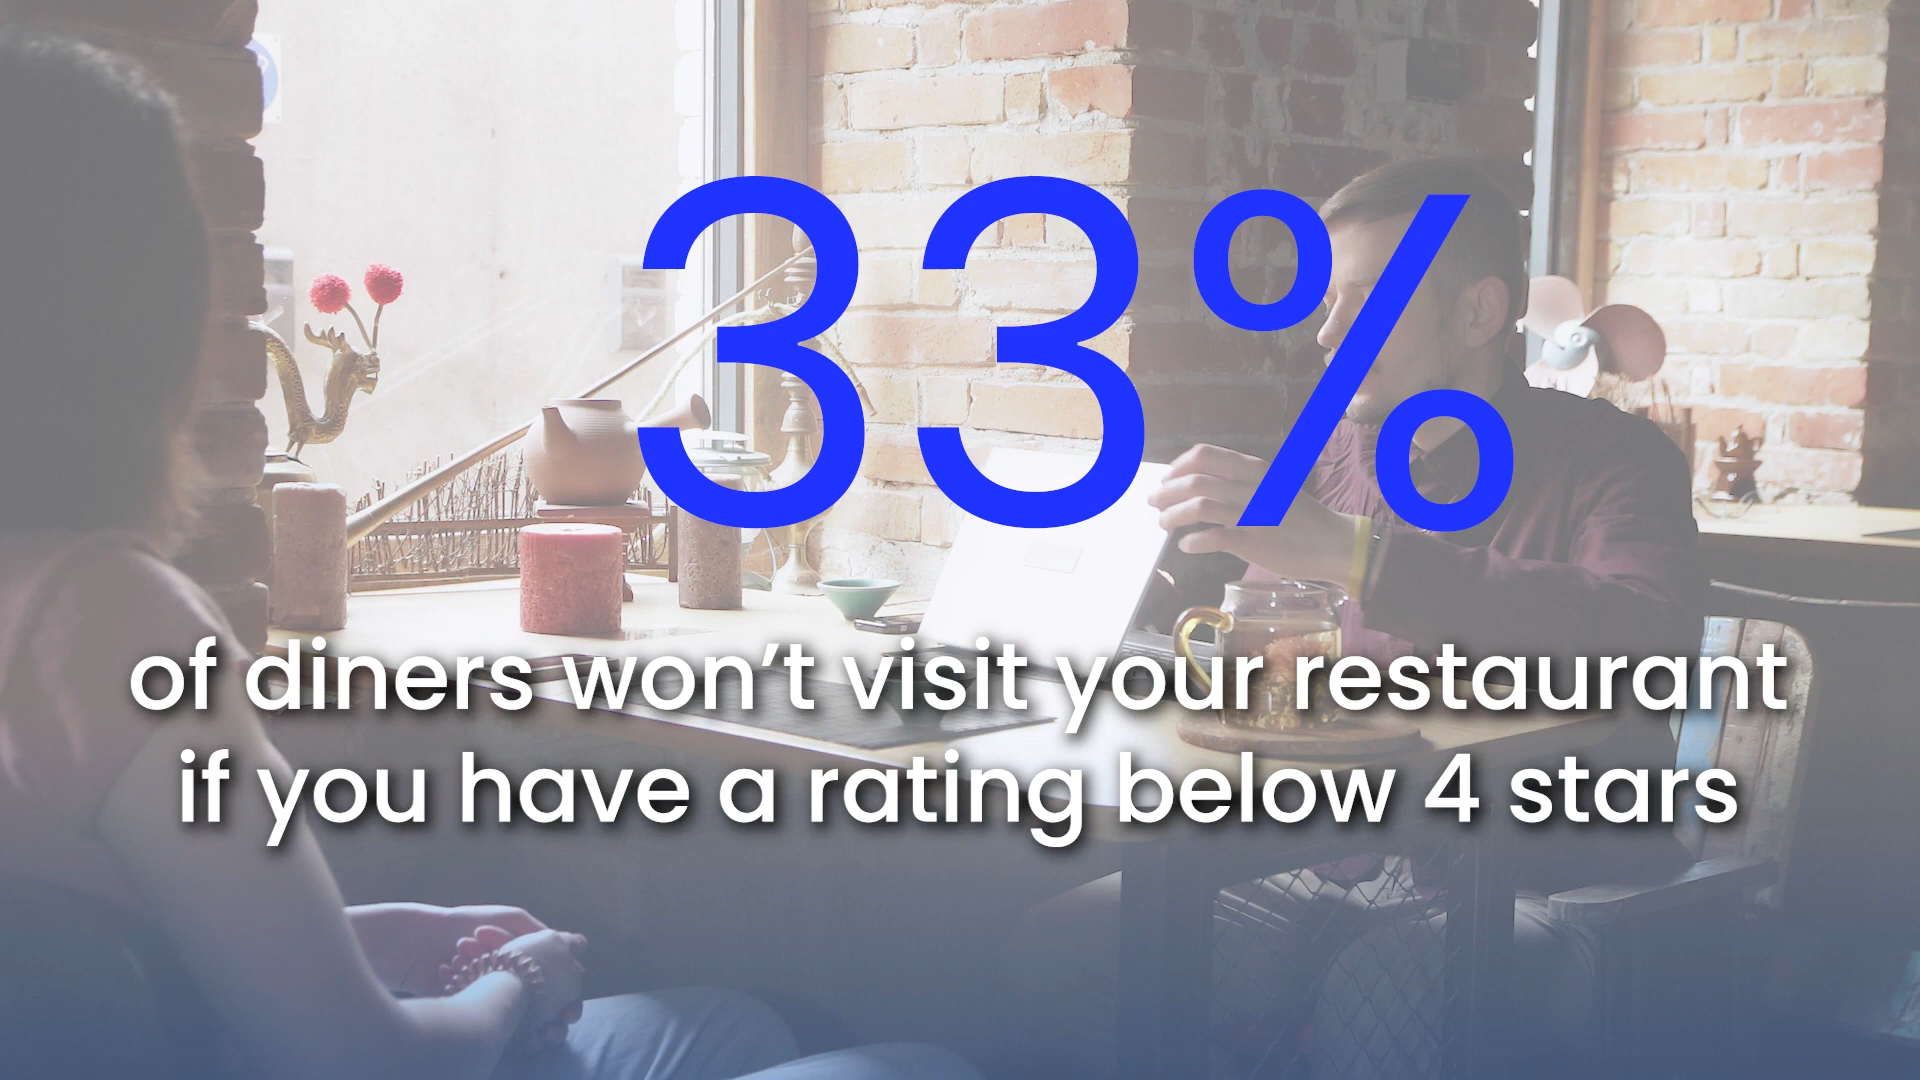 33%
of diners won’t visit your restaurant
if you have a rating below 4 stars